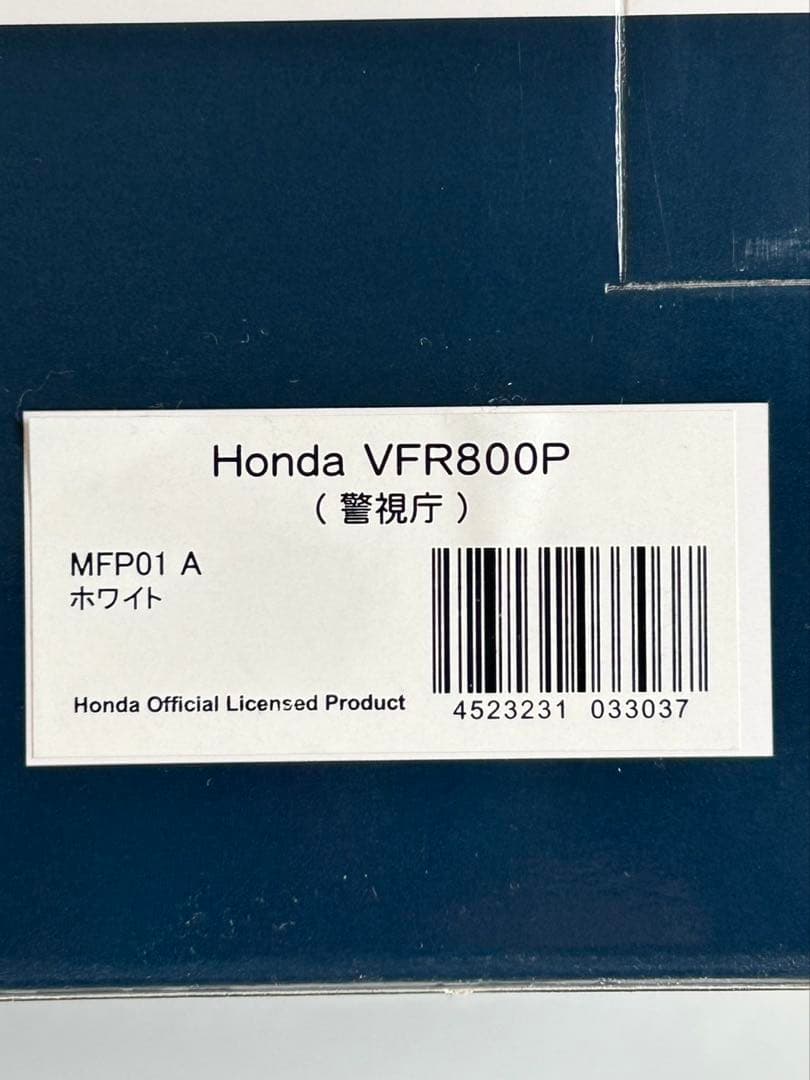 Honda VFR800P
( 警視庁 )
MFP01 A
ホワイト
Honda Official Licensed Product
4523231 033037